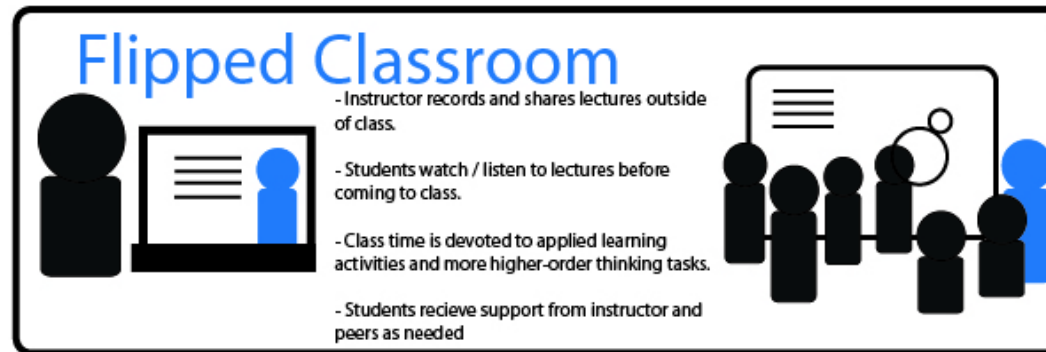 Flipped Classroom
- Instructor records and shares lectures outside
of class.
- Students watch / listen to lectures before
coming to class.
- Class time is devoted to applied learning
activities and more higher-order thinking tasks.
- Students recieve support from instructor and
peers as needed